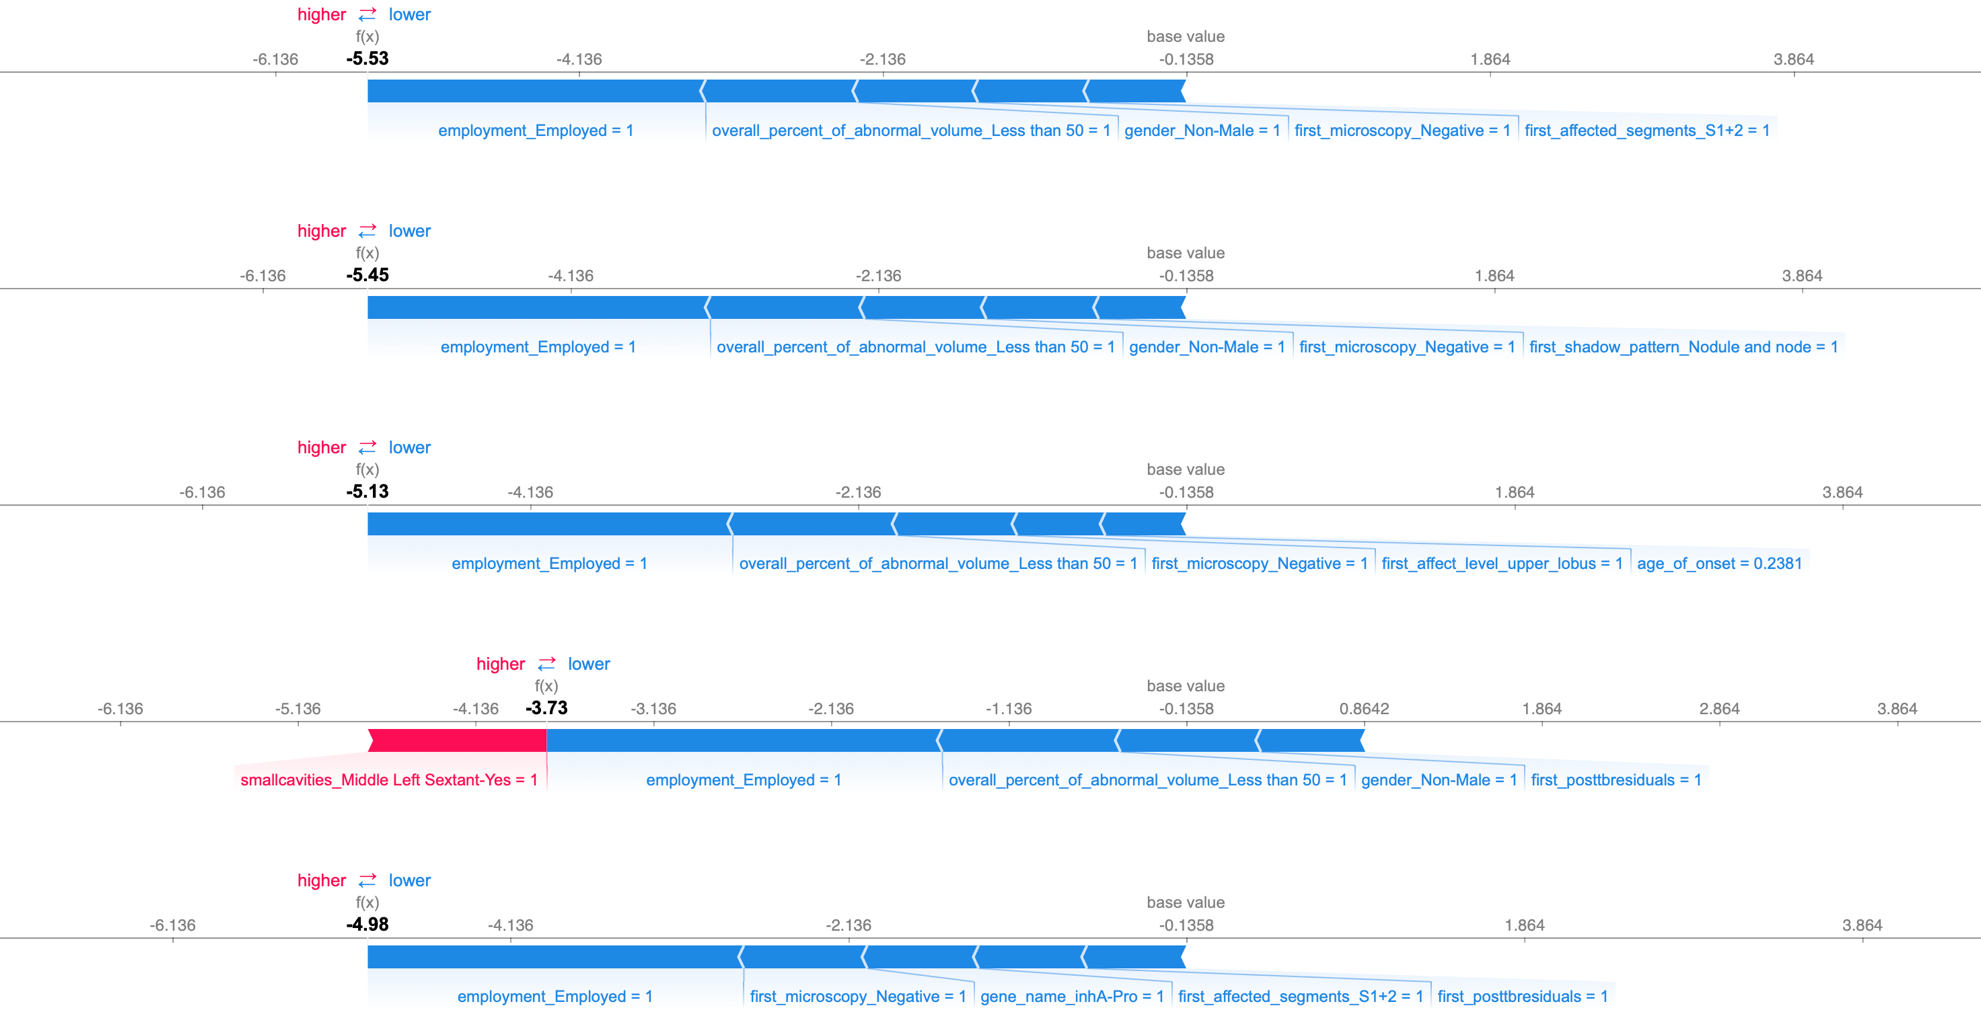 higher ⇄ lower
f(x) base value
-6.136 -5.53 -4.136 -2.136 -0.1358 1.864 3.864
employment_Employed = 1 overall_percent_of_abnormal_volume_Less than 50 = 1 gender_Non-Male = 1 first_microscopy_Negative = 1 first_affected_segments_S1+2 = 1
higher ⇄ lower
f(x) base value
-6.136 -5.45 -4.136 -2.136 -0.1358 1.864 3.864
employment_Employed = 1 overall_percent_of_abnormal_volume_Less than 50 = 1 gender_Non-Male = 1 first_microscopy_Negative = 1 first_shadow_pattern_Nodule and node = 1
higher ⇄ lower
f(x) base value
-6.136 -5.13 -4.136 -2.136 -0.1358 1.864 3.864
employment_Employed = 1 overall_percent_of_abnormal_volume_Less than 50 = 1 first_microscopy_Negative = 1 first_affect_level_upper_lobus = 1 age_of_onset = 0.2381
higher ⇄ lower
f(x) base value
-6.136 -5.136 -4.136 -3.73 -3.136 -2.136 -1.136 -0.1358 0.8642 1.864 2.864 3.864
smallcavities_Middle Left Sextant-Yes = 1 employment_Employed = 1 overall_percent_of_abnormal_volume_Less than 50 = 1 gender_Non-Male = 1 first_posttbresiduals = 1
higher ⇄ lower
f(x) base value
-6.136 -4.98 -4.136 -2.136 -0.1358 1.864 3.864
employment_Employed = 1 first_microscopy_Negative = 1 gene_name_inhA-Pro = 1 first_affected_segments_S1+2 = 1 first_posttbresiduals = 1